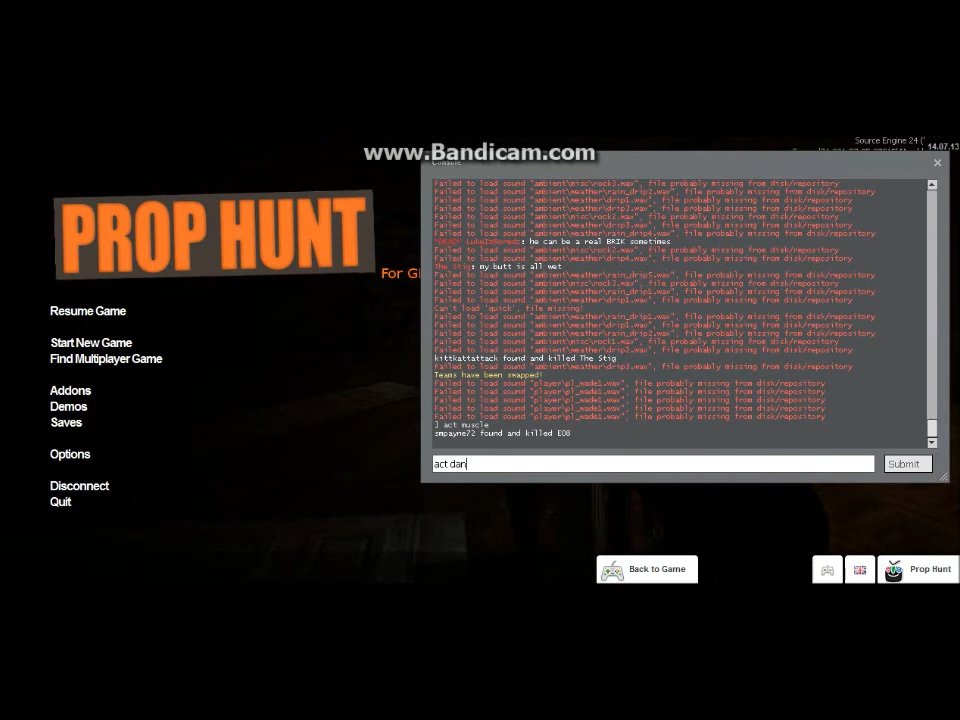 Source Engine 24 ('
14.07.13
www.Bandicam.com
Console
PROP HUNT
For G
Resume Game
Start New Game
Find Multiplayer Game
Addons
Demos
Saves
Options
Disconnect
Quit
Failed to load sound "ambient\misc\rock3.wav", file probably missing from disk/repository
Failed to load sound "ambient\weather\rain_drip2.wav", file probably missing from disk/repository
Failed to load sound "ambient\weather\drip1.wav", file probably missing from disk/repository
Failed to load sound "ambient\weather\drip3.wav", file probably missing from disk/repository
Failed to load sound "ambient\misc\rock2.wav", file probably missing from disk/repository
Failed to load sound "ambient\weather\drip3.wav", file probably missing from disk/repository
Failed to load sound "ambient\weather\rain_drip4.wav", file probably missing from disk/repository
*DEAD* : he can be a real BRIK sometimes
Failed to load sound "ambient\misc\rock4.wav", file probably missing from disk/repository
Failed to load sound "ambient\weather\drip4.wav", file probably missing from disk/repository
The Stig: my butt is all wet
Failed to load sound "ambient\weather\rain_drip5.wav", file probably missing from disk/repository
Failed to load sound "ambient\misc\rock3.wav", file probably missing from disk/repository
Failed to load sound "ambient\weather\rain_drip1.wav", file probably missing from disk/repository
Failed to load sound "ambient\weather\drip1.wav", file probably missing from disk/repository
Can't load 'quick', file missing!
Failed to load sound "ambient\weather\rain_drip1.wav", file probably missing from disk/repository
Failed to load sound "ambient\weather\drip1.wav", file probably missing from disk/repository
Failed to load sound "ambient\weather\rain_drip2.wav", file probably missing from disk/repository
Failed to load sound "ambient\misc\rock1.wav", file probably missing from disk/repository
Failed to load sound "ambient\weather\drip2.wav", file probably missing from disk/repository
kittkattattack found and killed The Stig
Failed to load sound "ambient\weather\drip3.wav", file probably missing from disk/repository
Teams have been swapped!
Failed to load sound "player\pl_wade1.wav", file probably missing from disk/repository
Failed to load sound "player\pl_wade1.wav", file probably missing from disk/repository
Failed to load sound "player\pl_wade1.wav", file probably missing from disk/repository
Failed to load sound "player\pl_wade1.wav", file probably missing from disk/repository
Failed to load sound "player\pl_wade1.wav", file probably missing from disk/repository
] act muscle
smpayne72 found and killed E08
act dan
Submit
Back to Game
Prop Hunt